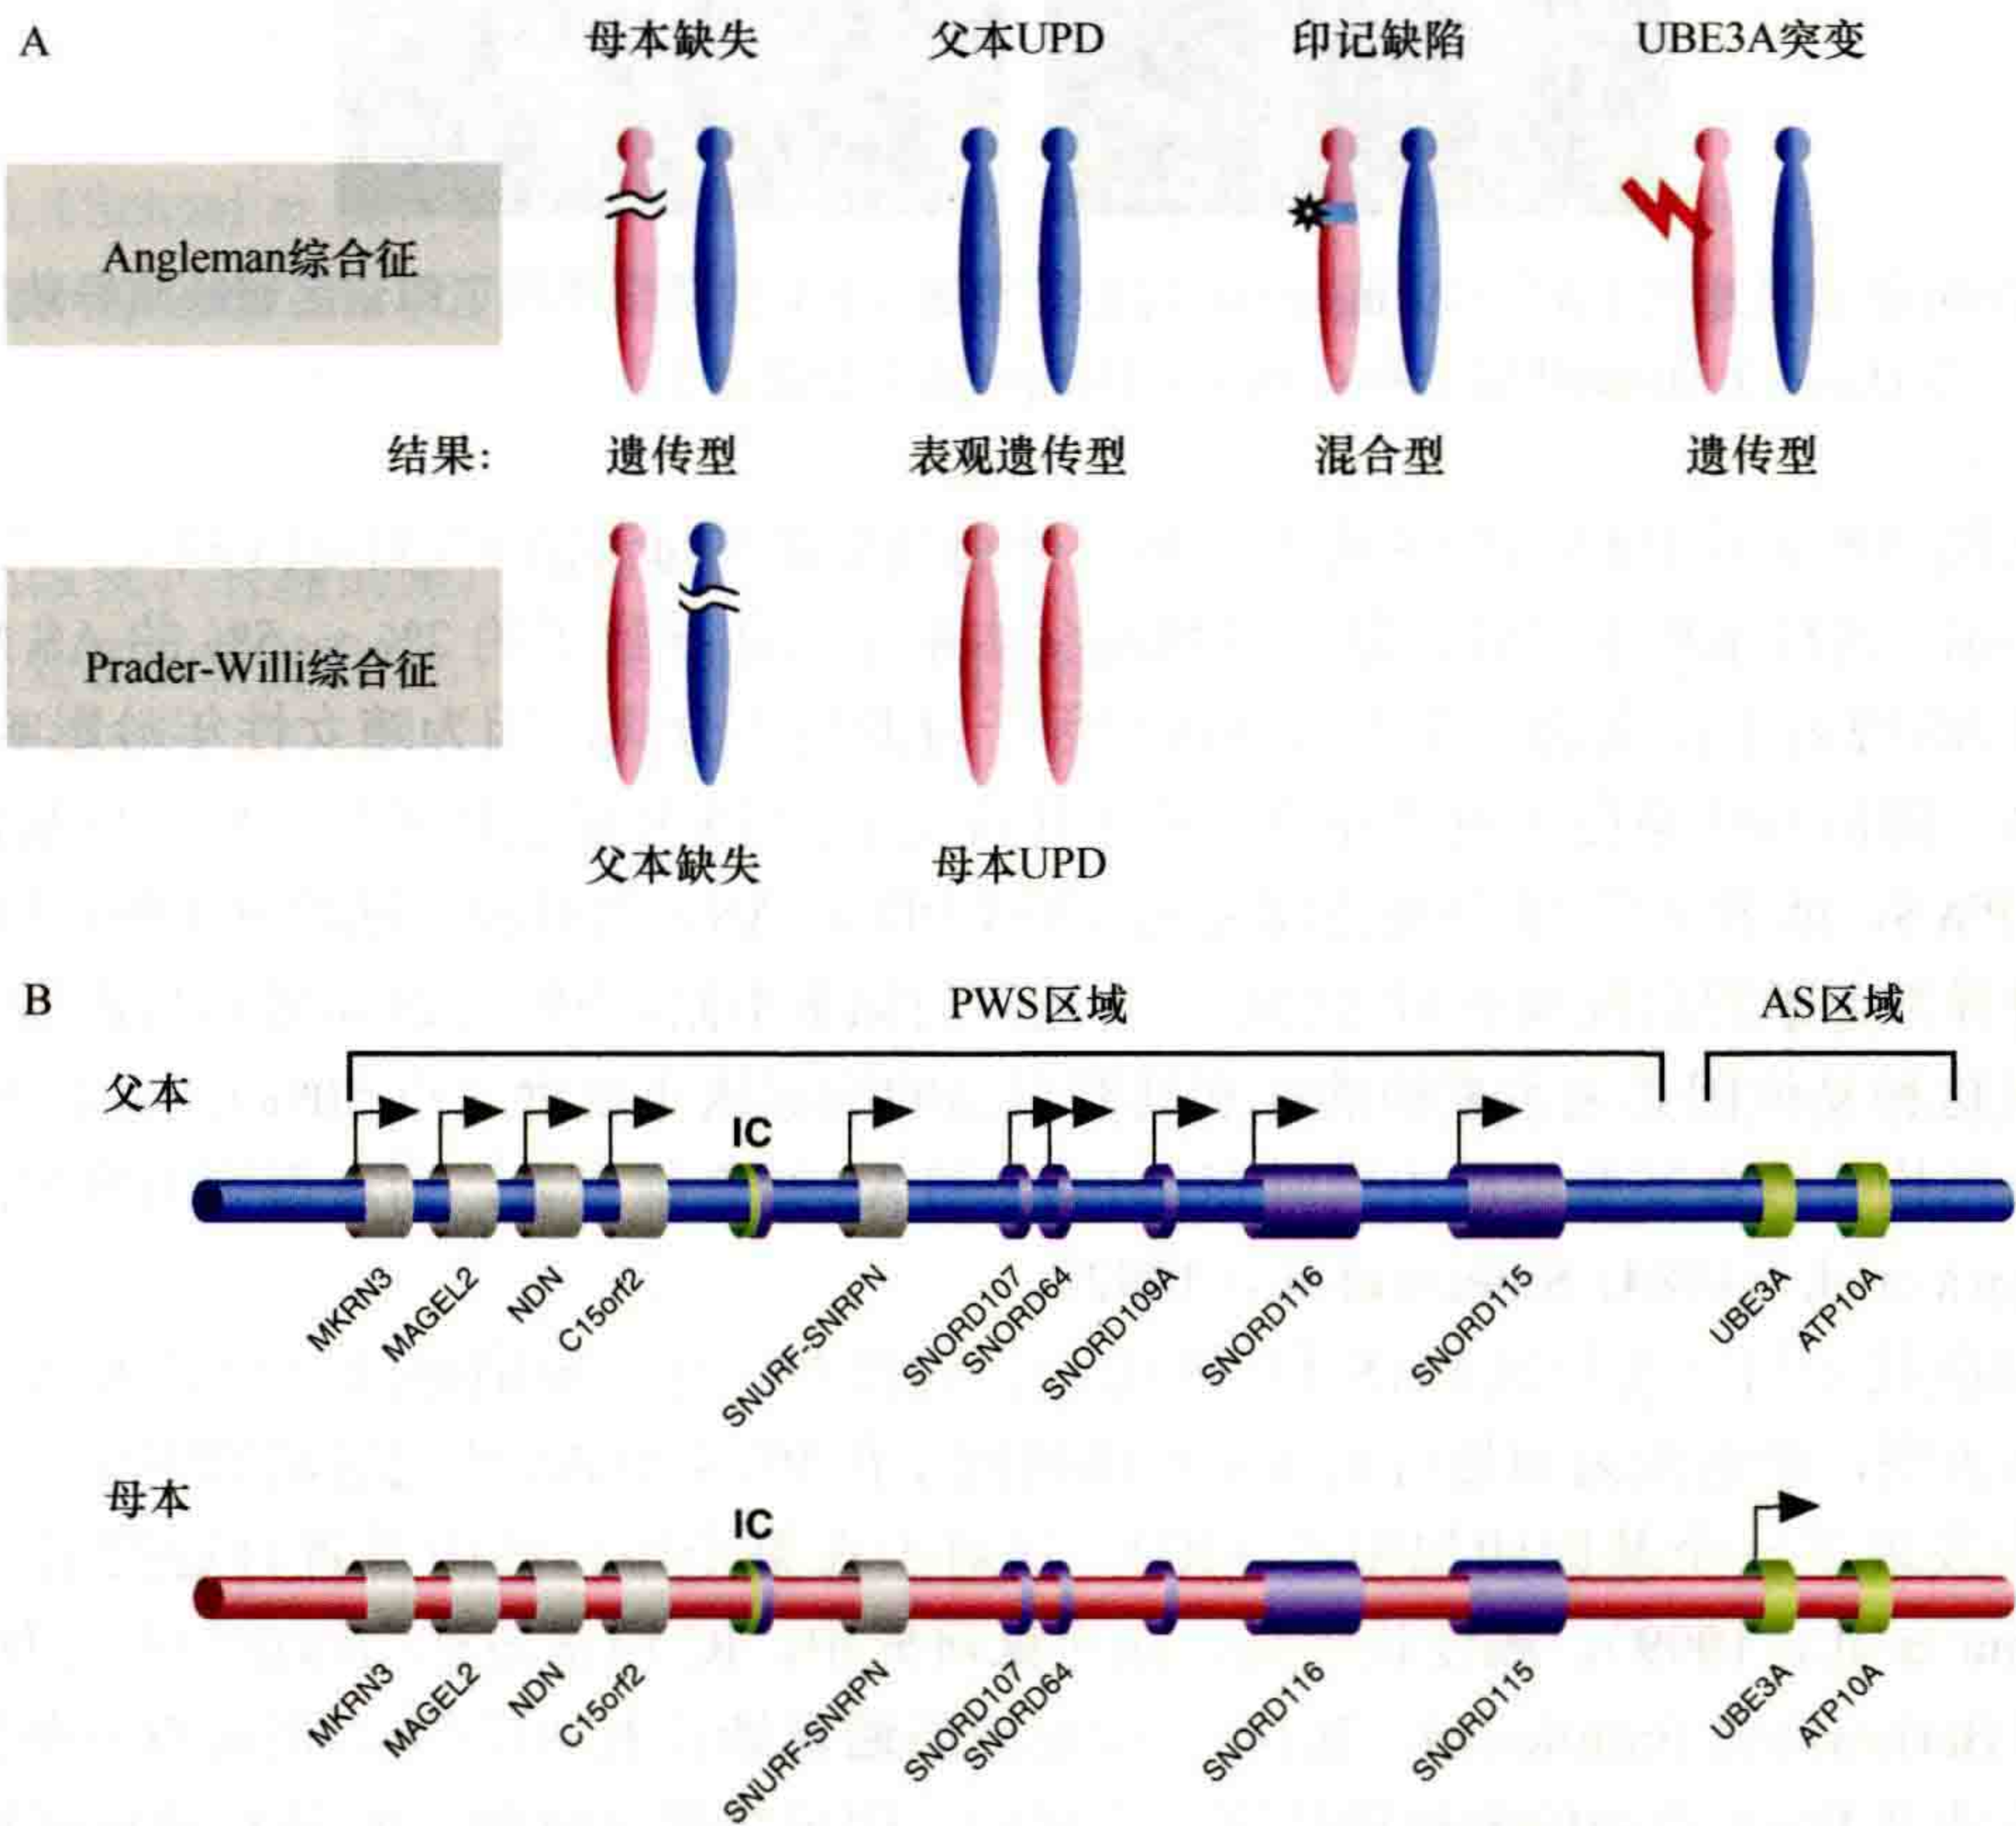 A
母本缺失 父本UPD 印记缺陷 UBE3A突变
Angleman综合征
结果: 遗传型 表观遗传型 混合型 遗传型
Prader-Willi综合征
父本缺失 母本UPD
B
PWS区域 AS区域
父本
IC
MKRN3 MAGEL2 NDN C15orf2 SNURF-SNRPN SNORD107 SNORD64 SNORD109A SNORD116 SNORD115 UBE3A ATP10A
母本
IC
MKRN3 MAGEL2 NDN C15orf2 SNURF-SNRPN SNORD107 SNORD64 SNORD116 SNORD115 UBE3A ATP10A